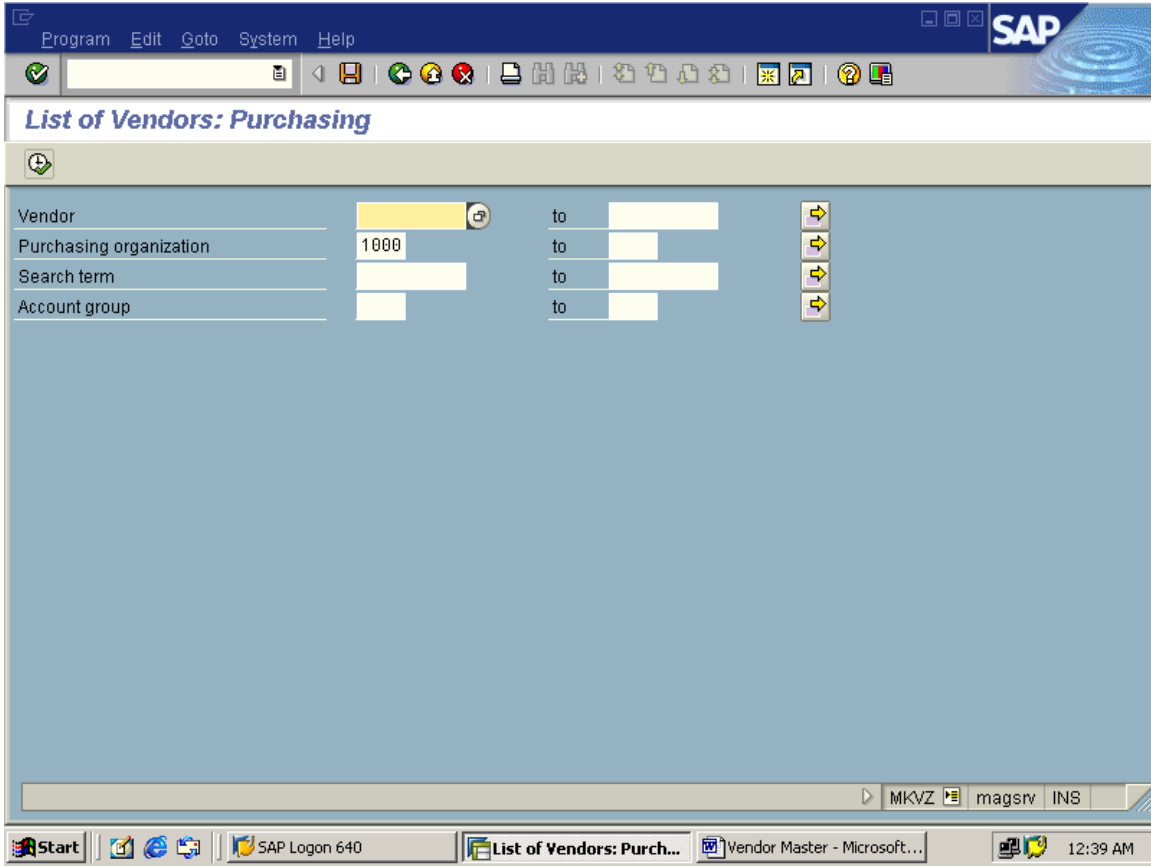 Program Edit Goto System Help
SAP
List of Vendors: Purchasing
Vendor to
Purchasing organization 1000 to
Search term to
Account group to
MKVZ magsrv INS
Start SAP Logon 640 List of Vendors: Purch... Vendor Master - Microsoft... 12:39 AM